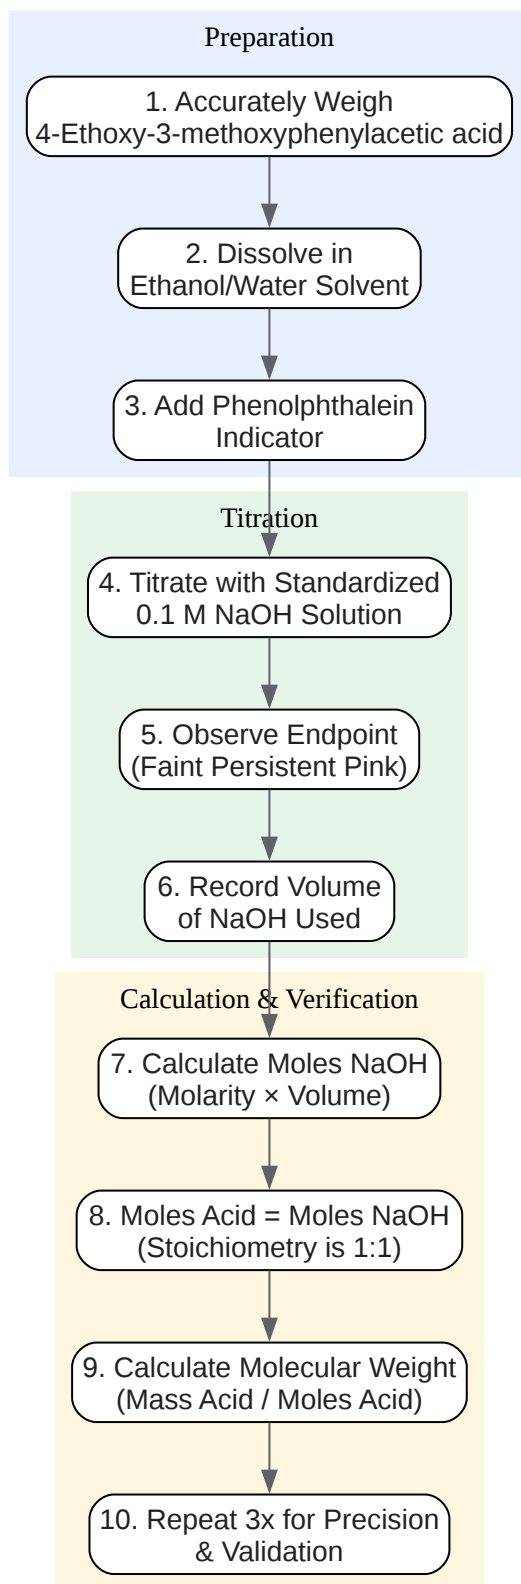 Preparation
1. Accurately Weigh
4-Ethoxy-3-methoxyphenylacetic acid
2. Dissolve in
Ethanol/Water Solvent
3. Add Phenolphthalein
Indicator
Titration
4. Titrate with Standardized
0.1 M NaOH Solution
5. Observe Endpoint
(Faint Persistent Pink)
6. Record Volume
of NaOH Used
Calculation & Verification
7. Calculate Moles NaOH
(Molarity × Volume)
8. Moles Acid = Moles NaOH
(Stoichiometry is 1:1)
9. Calculate Molecular Weight
(Mass Acid / Moles Acid)
10. Repeat 3x for Precision
& Validation